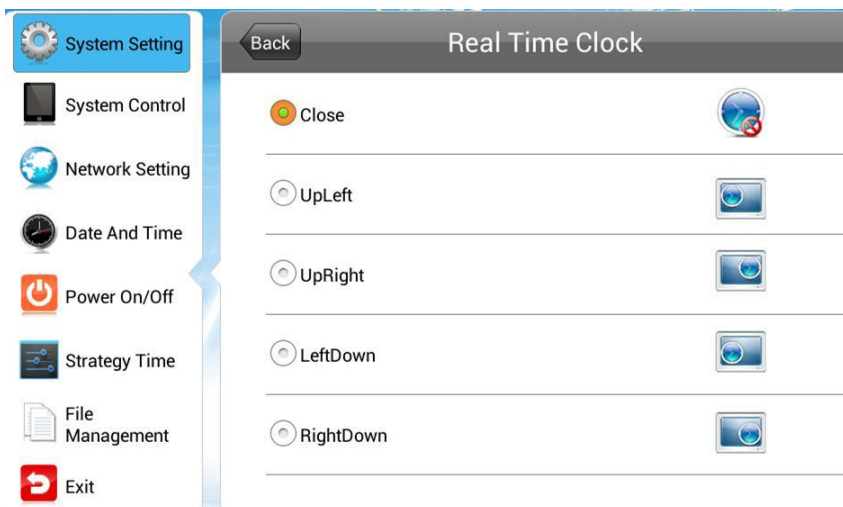 System Setting
System Control
Network Setting
Date And Time
Power On/Off
Strategy Time
File
Management
Exit
Back
Real Time Clock
Close
UpLeft
UpRight
LeftDown
RightDown